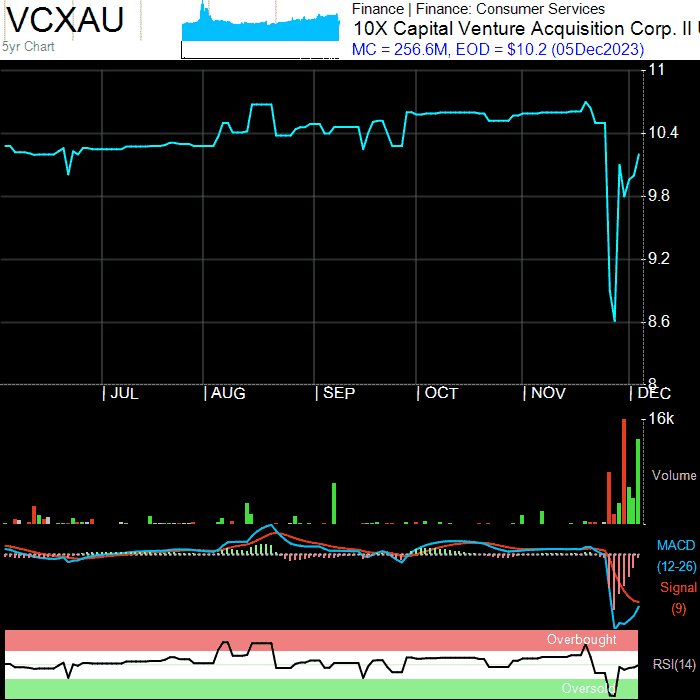 VCXAU
5yr Chart
Finance | Finance: Consumer Services
10X Capital Venture Acquisition Corp. II
MC = 256.6M, EOD = $10.2 (05Dec2023)
11
10.4
9.8
9.2
8.6
8
JUL AUG SEP OCT NOV DEC
16k
Volume
MACD
(12-26)
Signal
(9)
Overbought
RSI(14)
Oversold